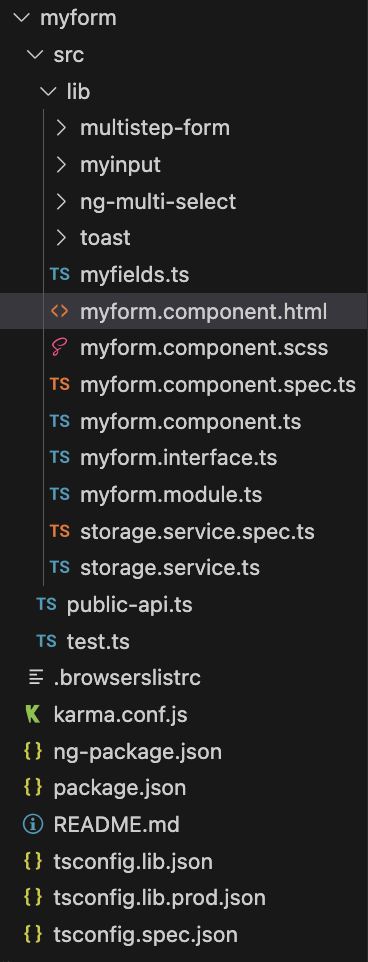 myform
src
lib
multistep-form
myinput
ng-multi-select
toast
TS myfields.ts
<> myform.component.html
myform.component.scss
TS myform.component.spec.ts
TS myform.component.ts
TS myform.interface.ts
TS myform.module.ts
TS storage.service.spec.ts
TS storage.service.ts
TS public-api.ts
TS test.ts
.browserslistrc
karma.conf.js
{} ng-package.json
{} package.json
README.md
{} tsconfig.lib.json
{} tsconfig.lib.prod.json
{} tsconfig.spec.json